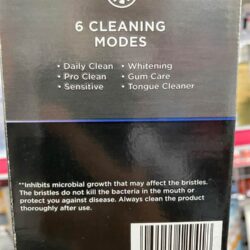 6 CLEANING
MODES
• Daily Clean • Whitening
• Pro Clean • Gum Care
• Sensitive • Tongue Cleaner
**Inhibits microbial growth that may affect the bristles.
The bristles do not kill the bacteria in the mouth or
protect you against disease. Always clean the product
thoroughly after use.